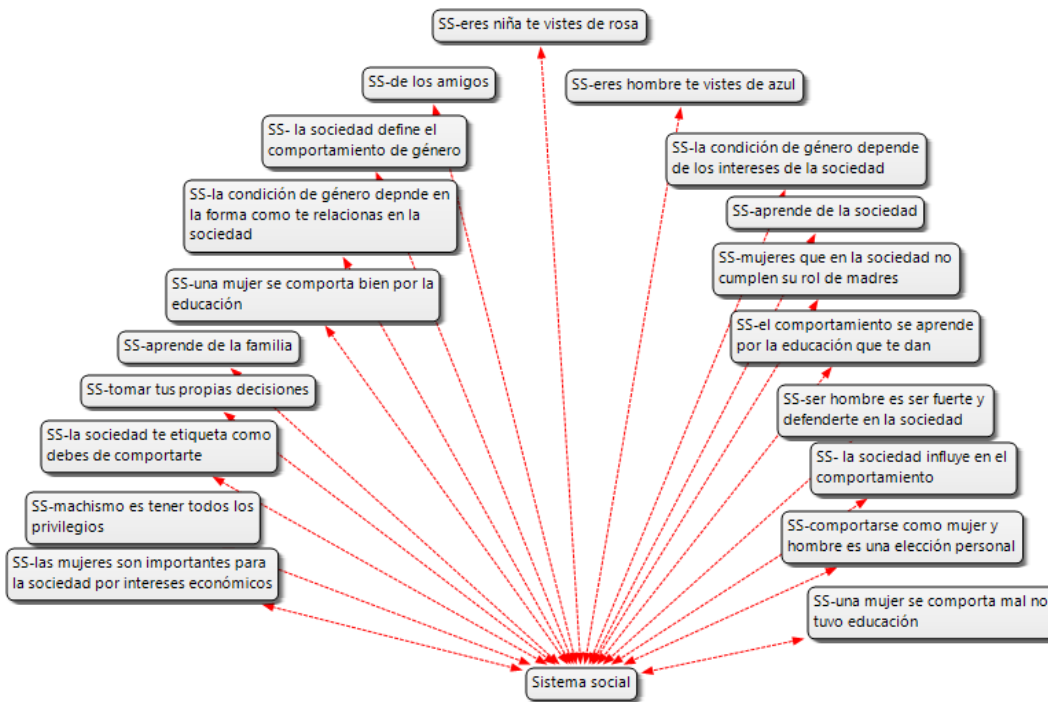 SS-eres niña te vistes de rosa
SS-de los amigos
SS-eres hombre te vistes de azul
SS- la sociedad define el
comportamiento de género
SS-la condición de género depende
de los intereses de la sociedad
SS-la condición de género depnde en
la forma como te relacionas en la
sociedad
SS-aprende de la sociedad
SS-mujeres que en la sociedad no
cumplen su rol de madres
SS-una mujer se comporta bien por la
educación
SS-el comportamiento se aprende
por la educación que te dan
SS-aprende de la familia
SS-tomar tus propias decisiones
SS-ser hombre es ser fuerte y
defenderte en la sociedad
SS-la sociedad te etiqueta como
debes de comportarte
SS- la sociedad influye en el
comportamiento
SS-machismo es tener todos los
privilegios
SS-comportarse como mujer y
hombre es una elección personal
SS-las mujeres son importantes para
la sociedad por intereses económicos
SS-una mujer se comporta mal no
tuvo educación
Sistema social